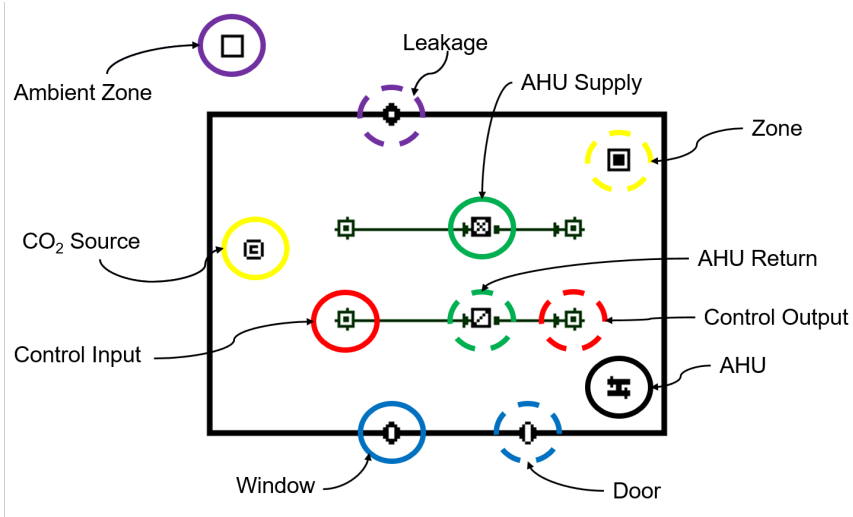 Leakage
AHU Supply
Ambient Zone
Zone
CO₂ Source
AHU Return
Control Output
Control Input
AHU
Window
Door